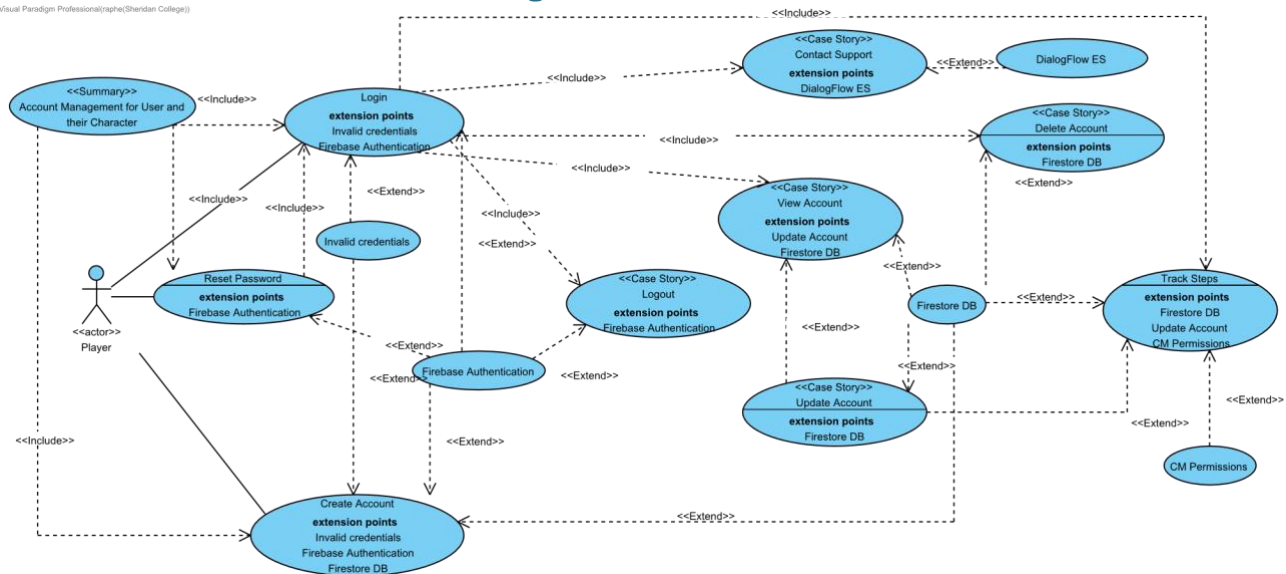 Visual Paradigm Professional(raphe(Sheridan College))
<<Include>>
<<Case Story>>
Contact Support
extension points
DialogFlow ES
<<Extend>>
DialogFlow ES
<<Include>>
<<Summary>>
Account Management for User and
their Character
<<Include>>
Login
extension points
Invalid credentials
Firebase Authentication
<<Include>>
<<Case Story>>
Delete Account
extension points
Firestore DB
<<Include>>
<<Extend>>
<<Extend>>
<<Include>>
<<Include>>
<<Case Story>>
View Account
extension points
Update Account
Firestore DB
<<Include>>
<<Extend>>
Invalid credentials
<<Extend>>
Reset Password
extension points
Firebase Authentication
<<Case Story>>
Logout
extension points
Firebase Authentication
Firestore DB
<<Extend>>
Track Steps
extension points
Firestore DB
Update Account
CM Permissions
<<actor>>
Player
<<Extend>>
<<Extend>>
Firebase Authentication
<<Extend>>
<<Extend>>
<<Extend>>
<<Case Story>>
Update Account
extension points
Firestore DB
<<Extend>>
<<Extend>>
<<Include>>
<<Extend>>
CM Permissions
Create Account
extension points
Invalid credentials
Firebase Authentication
Firestore DB
<<Extend>>